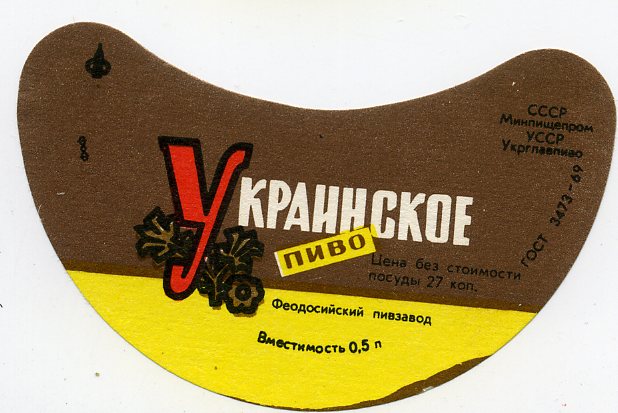 СССР
Минпищепром
УССР
Укрглавпиво
ГОСТ 3473-69
УКРАИНСКОЕ
ПИВО
Цена без стоимости
посуды 27 коп.
Феодосийский пивзавод
Вместимость 0,5 л